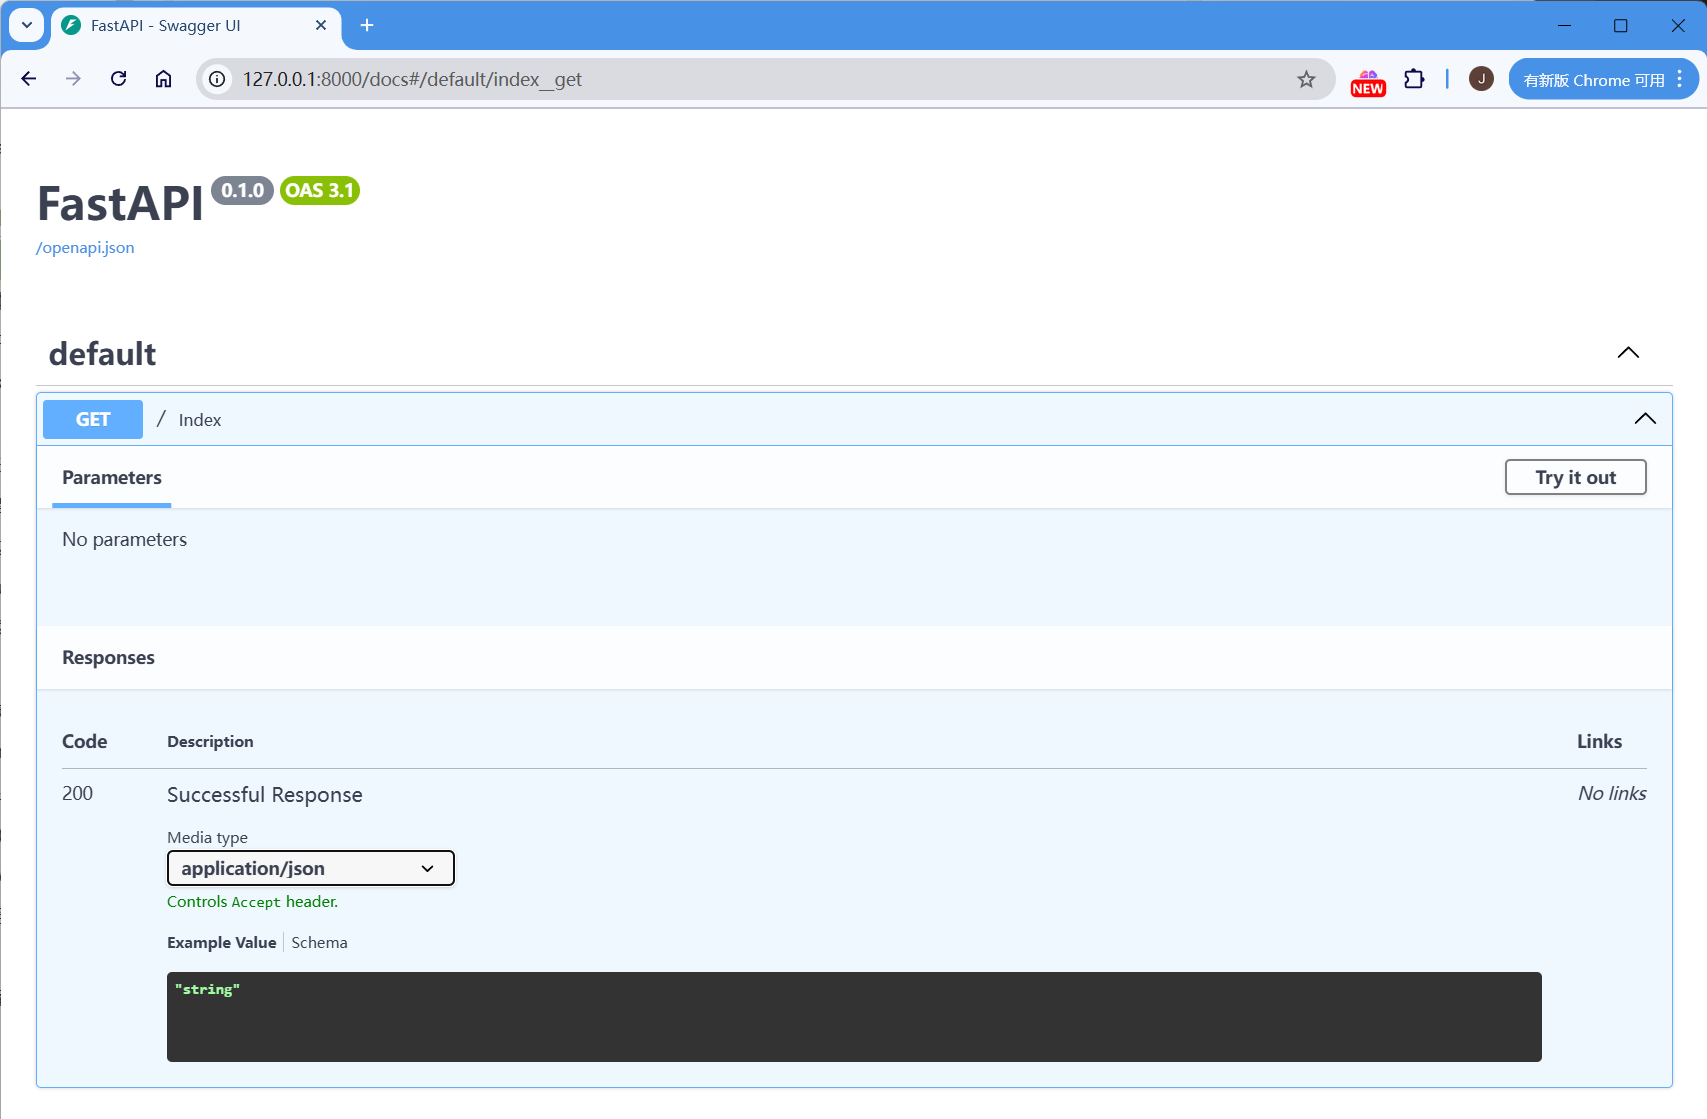 FastAPI - Swagger UI
127.0.0.1:8000/docs#/default/index__get
NEW
J
有新版 Chrome 可用
FastAPI 0.1.0 OAS 3.1
/openapi.json
default
GET / Index
Parameters
Try it out
No parameters
Responses
Code Description Links
200 Successful Response No links
Media type
application/json
Controls Accept header.
Example Value Schema
"string"